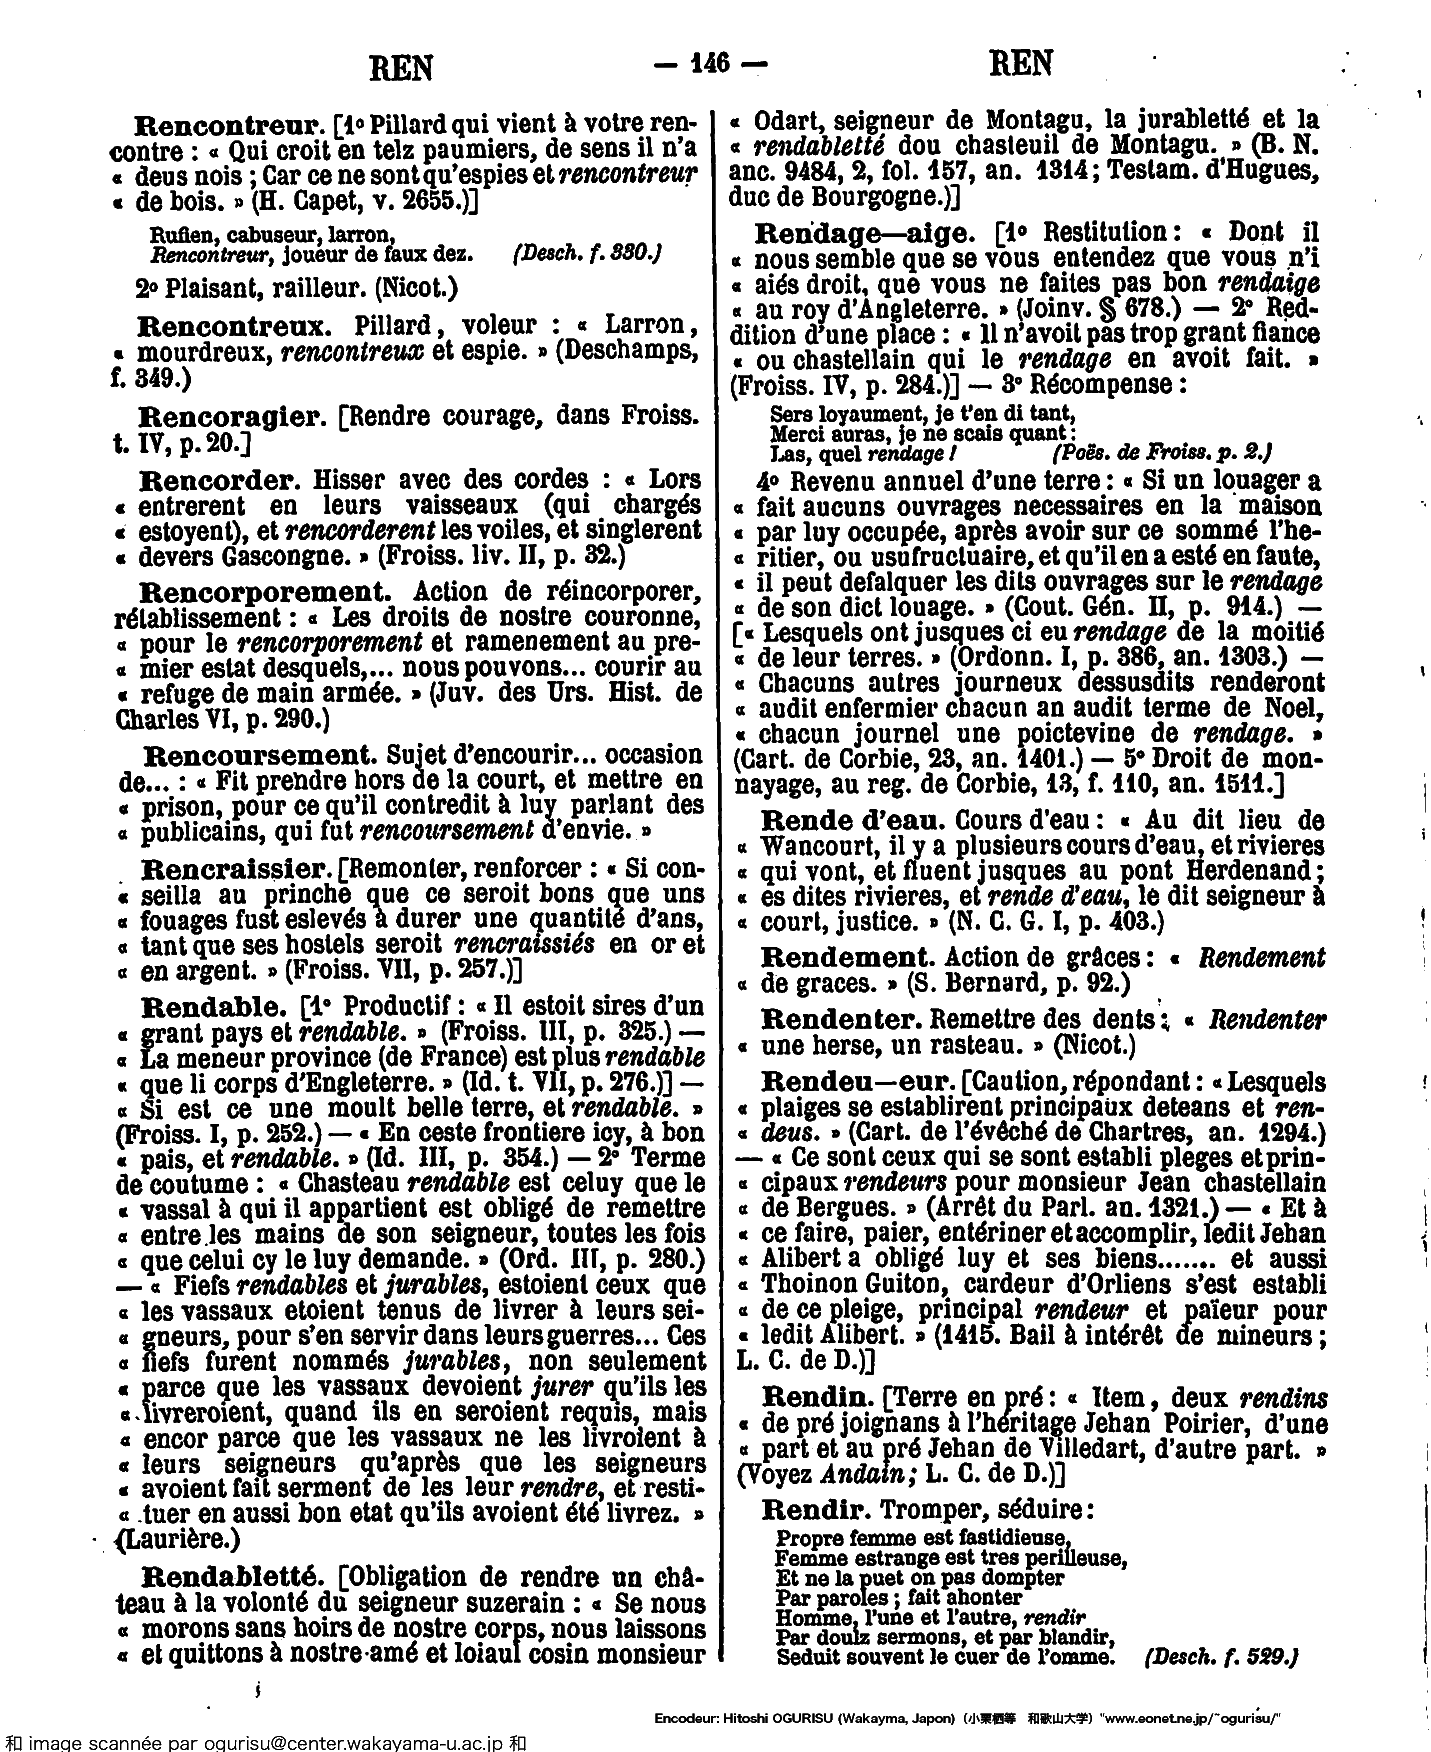 REN
— 146 —
REN
Rencontreur. [1º Pillard qui vient à votre ren-
contre : « Qui croit en telz paumiers, de sens il n'a
« deus nois ; Car ce ne sont qu'espies et rencontreur
« de bois. » (H. Capet, v. 2655.)]
Ruflen, cabuseur, larron,
Rencontreur, joueur de faux dez. (Desch. f. 330.)
2º Plaisant, railleur. (Nicot.)
Rencontreux. Pillard, voleur : « Larron,
« mourdreux, rencontreux et espie. » (Deschamps,
f. 349.)
Rencoragier. [Rendre courage, dans Froiss.
t. IV, p. 20.]
Rencorder. Hisser avec des cordes : « Lors
« entrerent en leurs vaisseaux (qui chargés
« estoyent), et rencorderent les voiles, et singlerent
« devers Gascongne. » (Froiss. liv. II, p. 32.)
Rencorporement. Action de réincorporer,
rétablissement : « Les droits de nostre couronne,
« pour le rencorporement et ramenement au pre-
« mier estat desquels,... nous pouvons... courir au
« refuge de main armée. » (Juv. des Urs. Hist. de
Charles VI, p. 290.)
Rencoursement. Sujet d'encourir... occasion
de... : « Fit prendre hors de la court, et mettre en
« prison, pour ce qu'il contredit à luy parlant des
« publicains, qui fut rencoursement d'envie. »
Rencraissier. [Remonter, renforcer : « Si con-
« seilla au princhè que ce seroit bons que uns
« fouages fust eslevés à durer une quantité d'ans,
« tant que ses hostels seroit rencraissiés en or et
« en argent. » (Froiss. VII, p. 257.)]
Rendable. [1º Productif : « Il estoit sires d'un
« grant pays et rendable. » (Froiss. III, p. 325.) —
« La meneur province (de France) est plus rendable
« que li corps d'Engleterre. » (Id. t. VII, p. 276.)] —
« Si est ce une moult belle terre, et rendable. »
(Froiss. I, p. 252.) — « En ceste frontiere icy, à bon
« pais, et rendable. » (Id. III, p. 354.) — 2º Terme
de coutume : « Chasteau rendable est celuy que le
« vassal à qui il appartient est obligé de remettre
« entre les mains de son seigneur, toutes les fois
« que celui cy le luy demande. » (Ord. III, p. 280.)
— « Fiefs rendables et jurables, estoient ceux que
« les vassaux etoient tenus de livrer à leurs sei-
« gneurs, pour s'en servir dans leurs guerres... Ces
« fiefs furent nommés jurables, non seulement
« parce que les vassaux devoient jurer qu'ils les
« livreroient, quand ils en seroient requis, mais
« encor parce que les vassaux ne les livroient à
« leurs seigneurs qu'après que les seigneurs
« avoient fait serment de les leur rendre, et resti-
« tuer en aussi bon etat qu'ils avoient été livrez. »
(Laurière.)
Rendabletté. [Obligation de rendre un châ-
teau à la volonté du seigneur suzerain : « Se nous
« morons sans hoirs de nostre corps, nous laissons
« et quittons à nostre amé et loiaul cosin monsieur
« Odart, seigneur de Montagu, la jurabletté et la
« rendabletté dou chasteuil de Montagu. » (B. N.
anc. 9484, 2, fol. 157, an. 1314 ; Testam. d'Hugues,
duc de Bourgogne.)]
Rendage—aige. [1º Restitution : « Dont il
« nous semble que se vous entendez que vous n'i
« aiés droit, que vous ne faites pas bon rendaige
« au roy d'Angleterre. » (Joinv. § 678.) — 2º Red-
dition d'une place : « Il n'avoit pas trop grant fiance
« ou chastellain qui le rendage en avoit fait. »
(Froiss. IV, p. 284.)] — 3º Récompense :
Sers loyaument, je t'en di tant,
Merci auras, je ne scais quant :
Las, quel rendage ! (Poës. de Froiss. p. 2.)
4º Revenu annuel d'une terre : « Si un louager a
« fait aucuns ouvrages necessaires en la maison
« par luy occupée, après avoir sur ce sommé l'he-
« ritier, ou usufructuaire, et qu'il en a esté en faute,
« il peut defalquer les dits ouvrages sur le rendage
« de son dict louage. » (Cout. Gén. II, p. 914.) —
[« Lesquels ont jusques ci eu rendage de la moitié
« de leur terres. » (Ordonn. I, p. 386, an. 1303.) —
« Chacuns autres journeux dessusdits renderont
« audit enfermier chacun an audit terme de Noel,
« chacun journel une poictevine de rendage. »
(Cart. de Corbie, 23, an. 1401.) — 5º Droit de mon-
nayage, au reg. de Corbie, 13, f. 110, an. 1511.]
Rende d'eau. Cours d'eau : « Au dit lieu de
« Wancourt, il y a plusieurs cours d'eau, et rivieres
« qui vont, et fluent jusques au pont Herdenand ;
« es dites rivieres, et rende d'eau, le dit seigneur à
« court, justice. » (N. C. G. I, p. 403.)
Rendement. Action de grâces : « Rendement
« de graces. » (S. Bernard, p. 92.)
Rendenter. Remettre des dents : « Rendenter
« une herse, un rasteau. » (Nicot.)
Rendeu—eur. [Caution, répondant : « Lesquels
« plaiges se establirent principaux deteans et ren-
« deus. » (Cart. de l'évêché de Chartres, an. 1294.)
— « Ce sont ceux qui se sont establi pleges et prin-
« cipaux rendeurs pour monsieur Jean chastellain
« de Bergues. » (Arrêt du Parl. an. 1321.) — « Et à
« ce faire, paier, entériner et accomplir, ledit Jehan
« Alibert a obligé luy et ses biens....... et aussi
« Thoinon Guiton, cardeur d'Orliens s'est establi
« de ce pleige, principal rendeur et païeur pour
« ledit Alibert. » (1415. Bail à intérêt de mineurs ;
L. C. de D.)]
Rendin. [Terre en pré : « Item, deux rendins
« de pré joignans à l'héritage Jehan Poirier, d'une
« part et au pré Jehan de Villedart, d'autre part. »
(Voyez Andain ; L. C. de D.)]
Rendir. Tromper, séduire :
Propre femme est fastidieuse,
Femme estrange est tres perilleuse,
Et ne la puet on pas dompter
Par paroles ; fait ahonter
Homme, l'une et l'autre, rendir
Par doulz sermons, et par blandir,
Seduit souvent le cuer de l'omme. (Desch. f. 529.)
Encodeur: Hitoshi OGURISU (Wakayma, Japon) (小栗栖等 和歌山大学) "www.eonet.ne.jp/~ogurisu/"
和 image scannée par ogurisu@center.wakayama-u.ac.jp 和